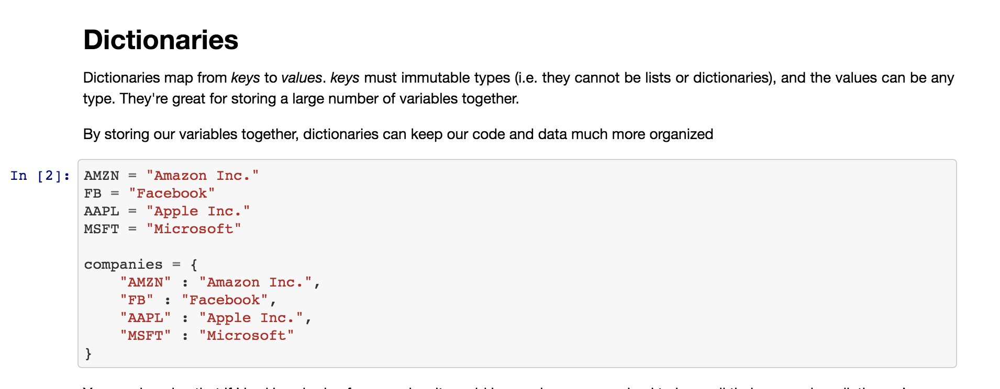 Dictionaries
Dictionaries map from keys to values. keys must immutable types (i.e. they cannot be lists or dictionaries), and the values can be any
type. They're great for storing a large number of variables together.
By storing our variables together, dictionaries can keep our code and data much more organized
In [2]: AMZN = "Amazon Inc."
FB = "Facebook"
AAPL = "Apple Inc."
MSFT = "Microsoft"
companies = {
    "AMZN" : "Amazon Inc.",
    "FB" : "Facebook",
    "AAPL" : "Apple Inc.",
    "MSFT" : "Microsoft"
}